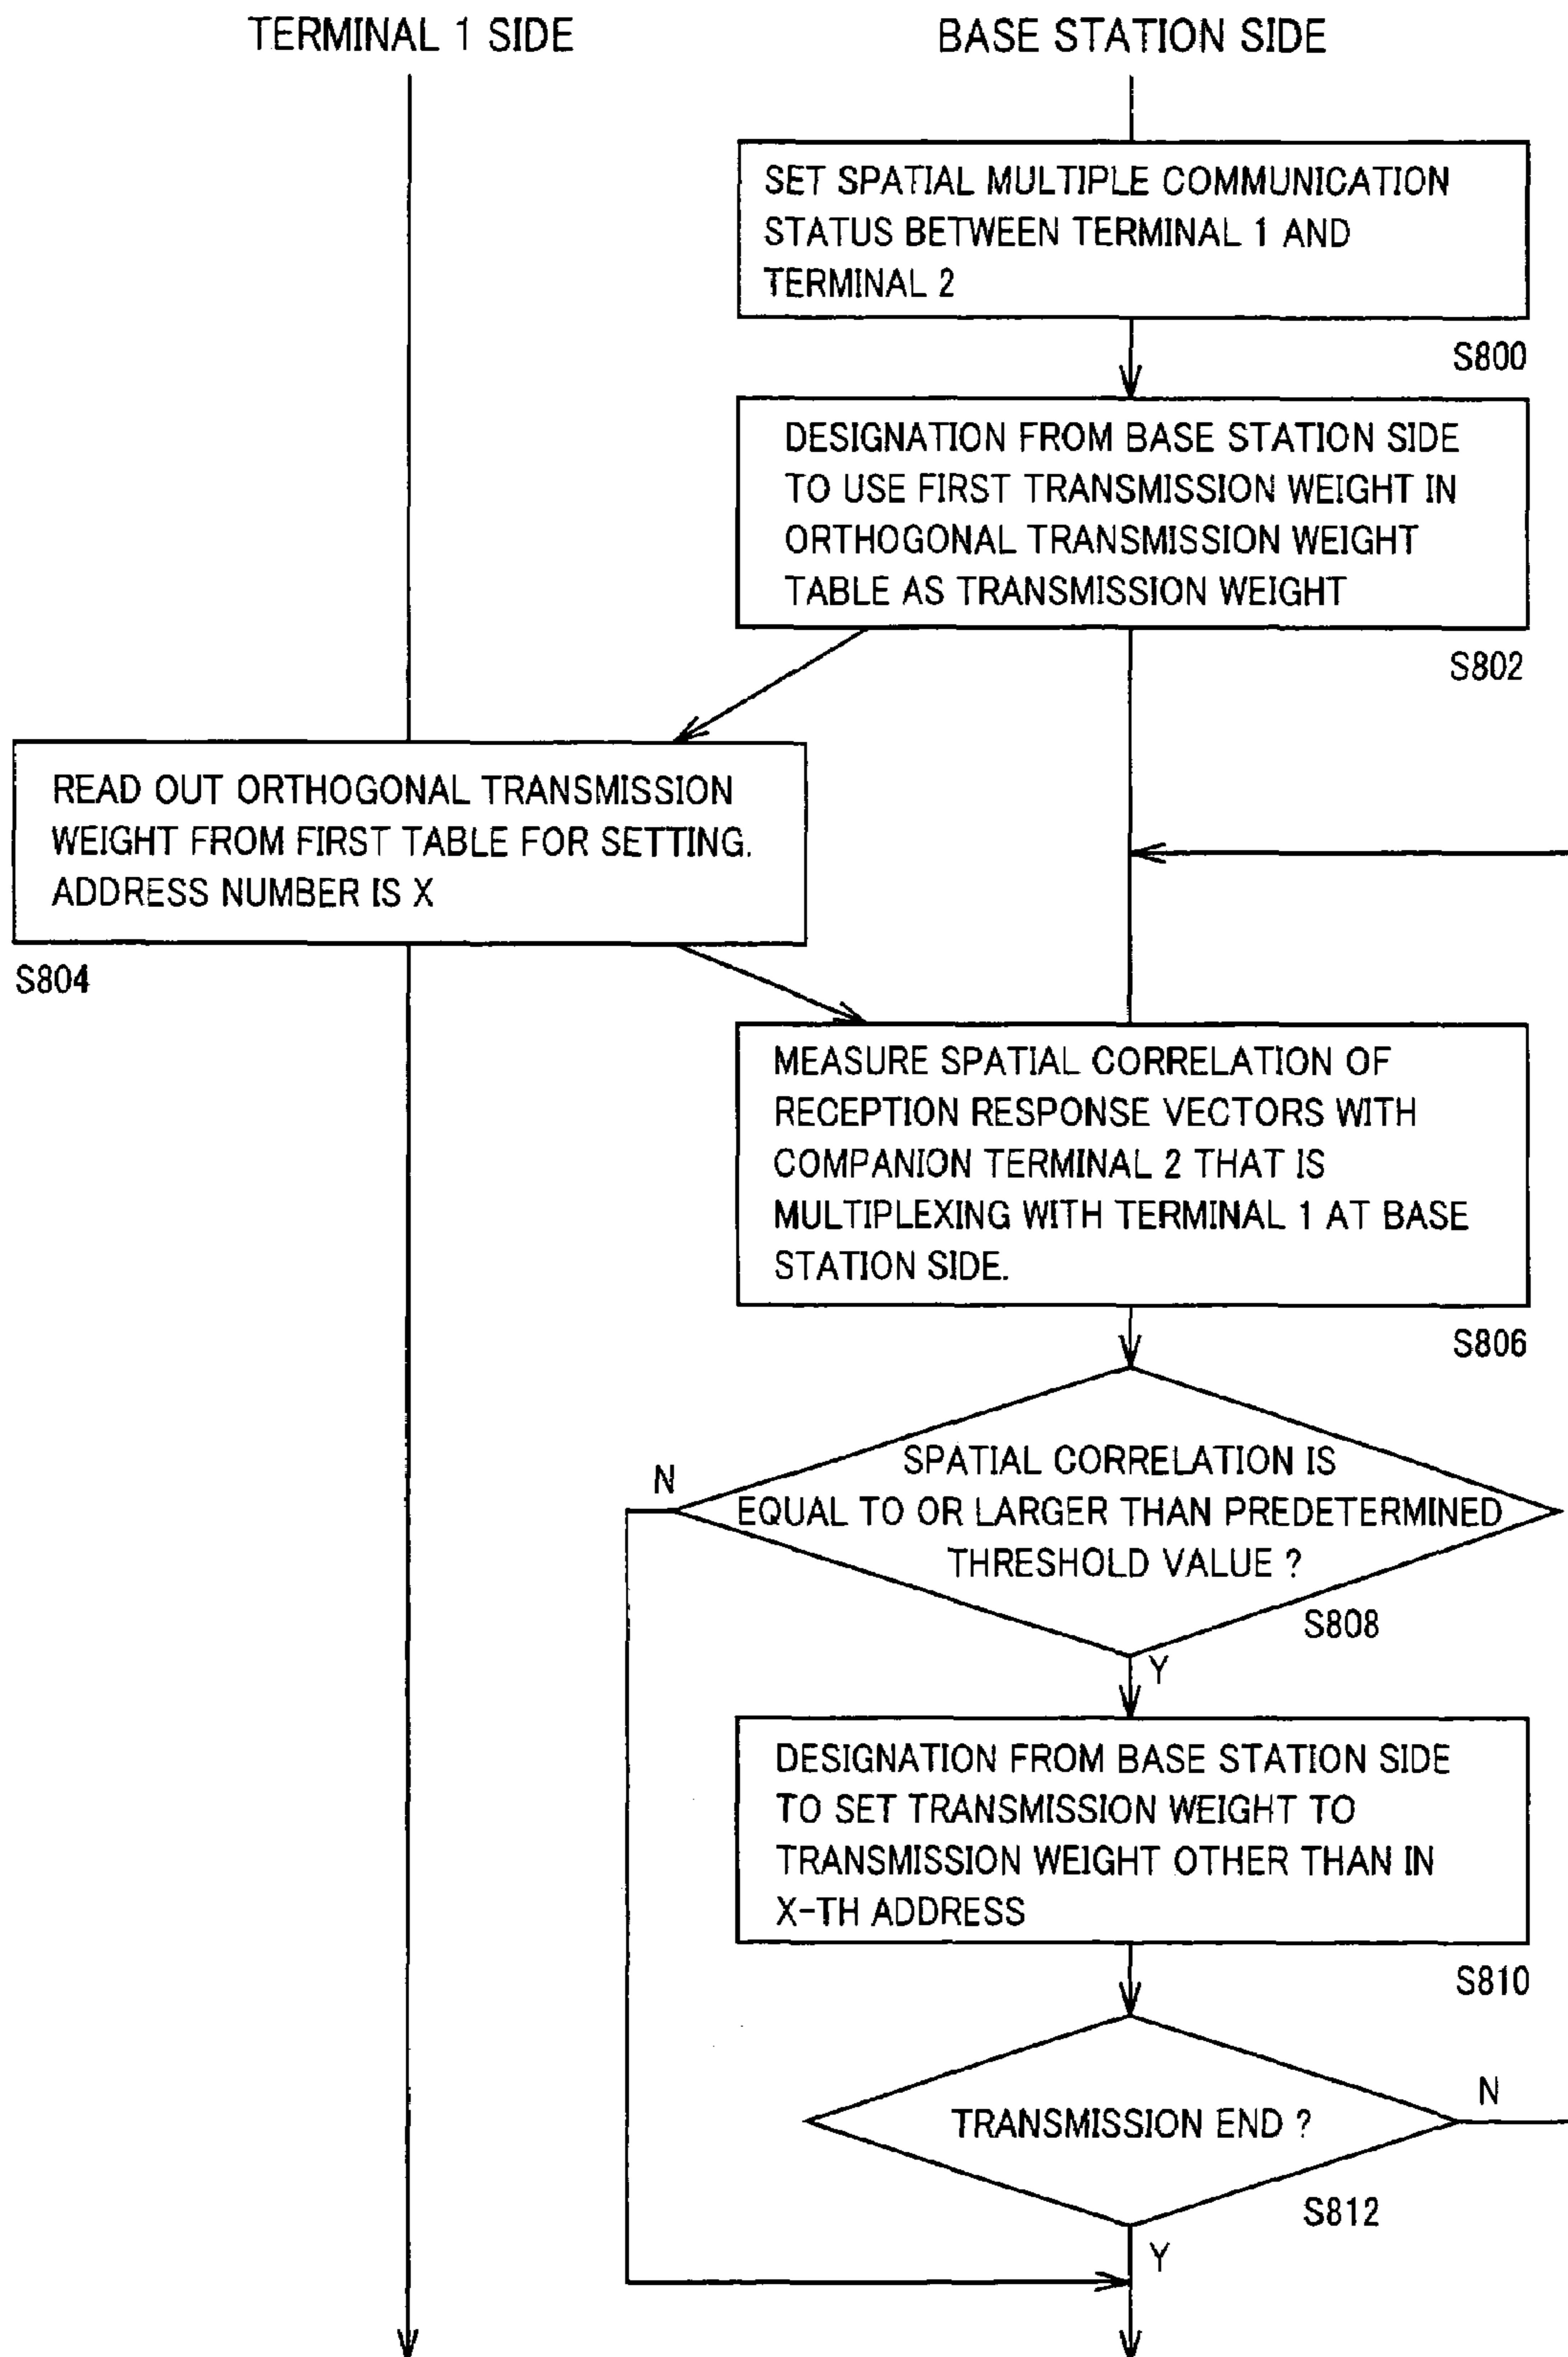 TERMINAL 1 SIDE
BASE STATION SIDE
SET SPATIAL MULTIPLE COMMUNICATION
STATUS BETWEEN TERMINAL 1 AND
TERMINAL 2
S800
DESIGNATION FROM BASE STATION SIDE
TO USE FIRST TRANSMISSION WEIGHT IN
ORTHOGONAL TRANSMISSION WEIGHT
TABLE AS TRANSMISSION WEIGHT
S802
READ OUT ORTHOGONAL TRANSMISSION
WEIGHT FROM FIRST TABLE FOR SETTING.
ADDRESS NUMBER IS X
S804
MEASURE SPATIAL CORRELATION OF
RECEPTION RESPONSE VECTORS WITH
COMPANION TERMINAL 2 THAT IS
MULTIPLEXING WITH TERMINAL 1 AT BASE
STATION SIDE.
S806
N
SPATIAL CORRELATION IS
EQUAL TO OR LARGER THAN PREDETERMINED
THRESHOLD VALUE ?
S808
Y
DESIGNATION FROM BASE STATION SIDE
TO SET TRANSMISSION WEIGHT TO
TRANSMISSION WEIGHT OTHER THAN IN
X-TH ADDRESS
S810
N
TRANSMISSION END ?
S812
Y